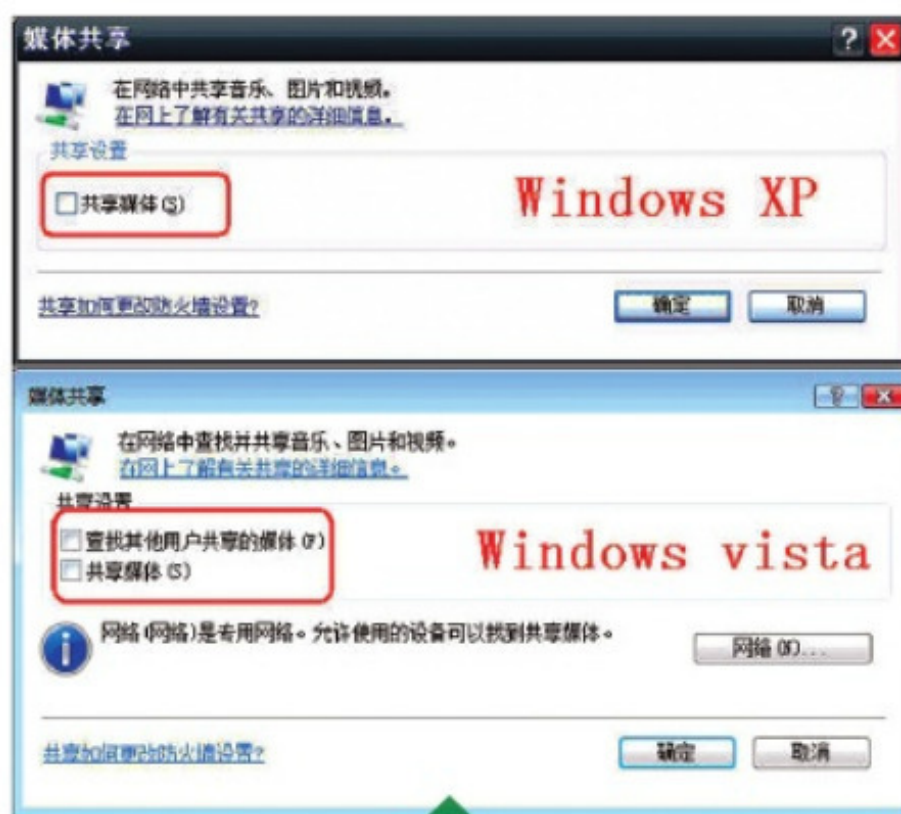 媒体共享
在网络中共享音乐、图片和视频。
在网上了解有关共享的详细信息。
共享设置
共享媒体(S)
Windows XP
共享如何更改防火墙设置?
确定
取消
媒体共享
在网络中查找并共享音乐、图片和视频。
在网上了解有关共享的详细信息。
共享设置
查找其他用户共享的媒体(F)
共享媒体(S)
Windows vista
网络(网络)是专用网络。允许使用的设备可以找到共享媒体。
网络(N)...
共享如何更改防火墙设置?
确定
取消